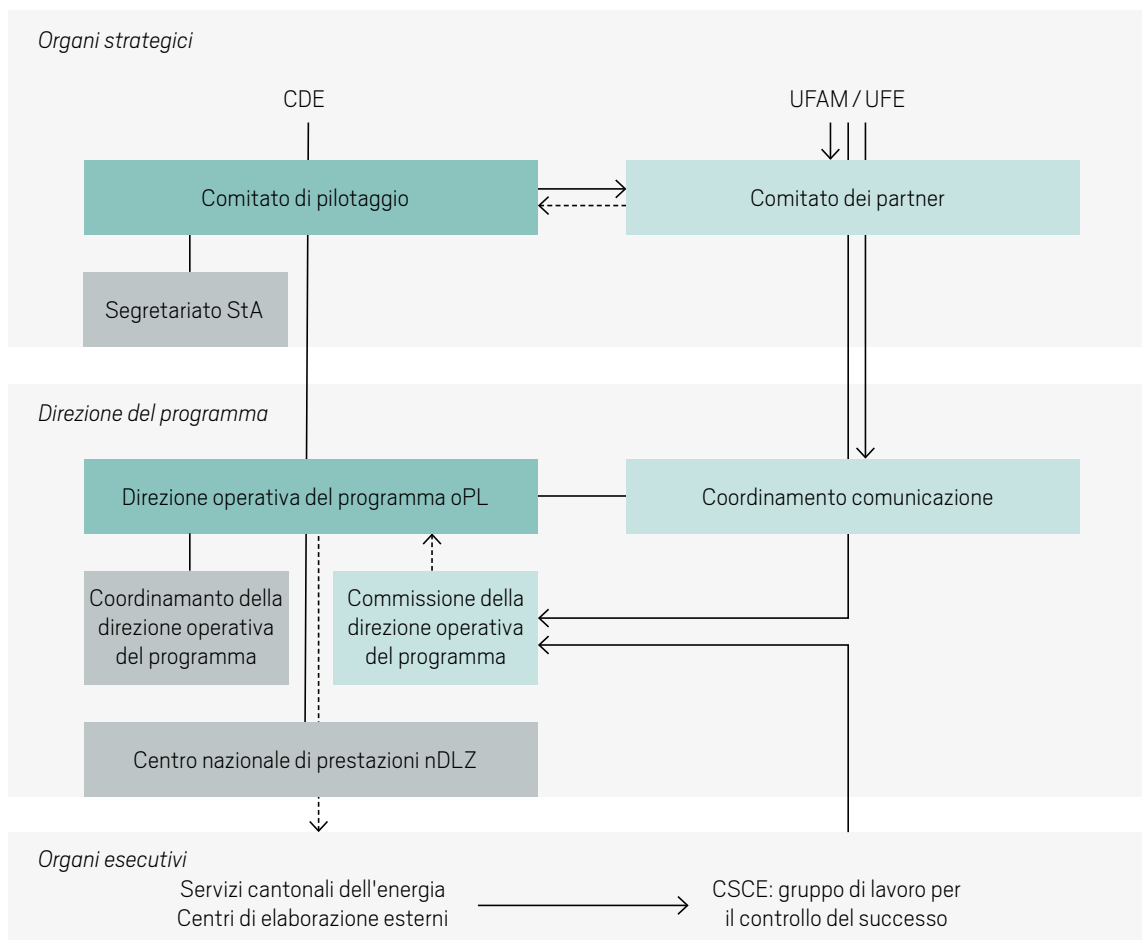 Organi strategici
CDE
UFAM / UFE
Comitato di pilotaggio
Comitato dei partner
Segretariato StA
Direzione del programma
Direzione operativa del programma oPL
Coordinamento comunicazione
Coordinamanto della
direzione operativa
del programma
Commissione della
direzione operativa
del programma
Centro nazionale di prestazioni nDLZ
Organi esecutivi
Servizi cantonali dell'energia
Centri di elaborazione esterni
CSCE: gruppo di lavoro per
il controllo del successo